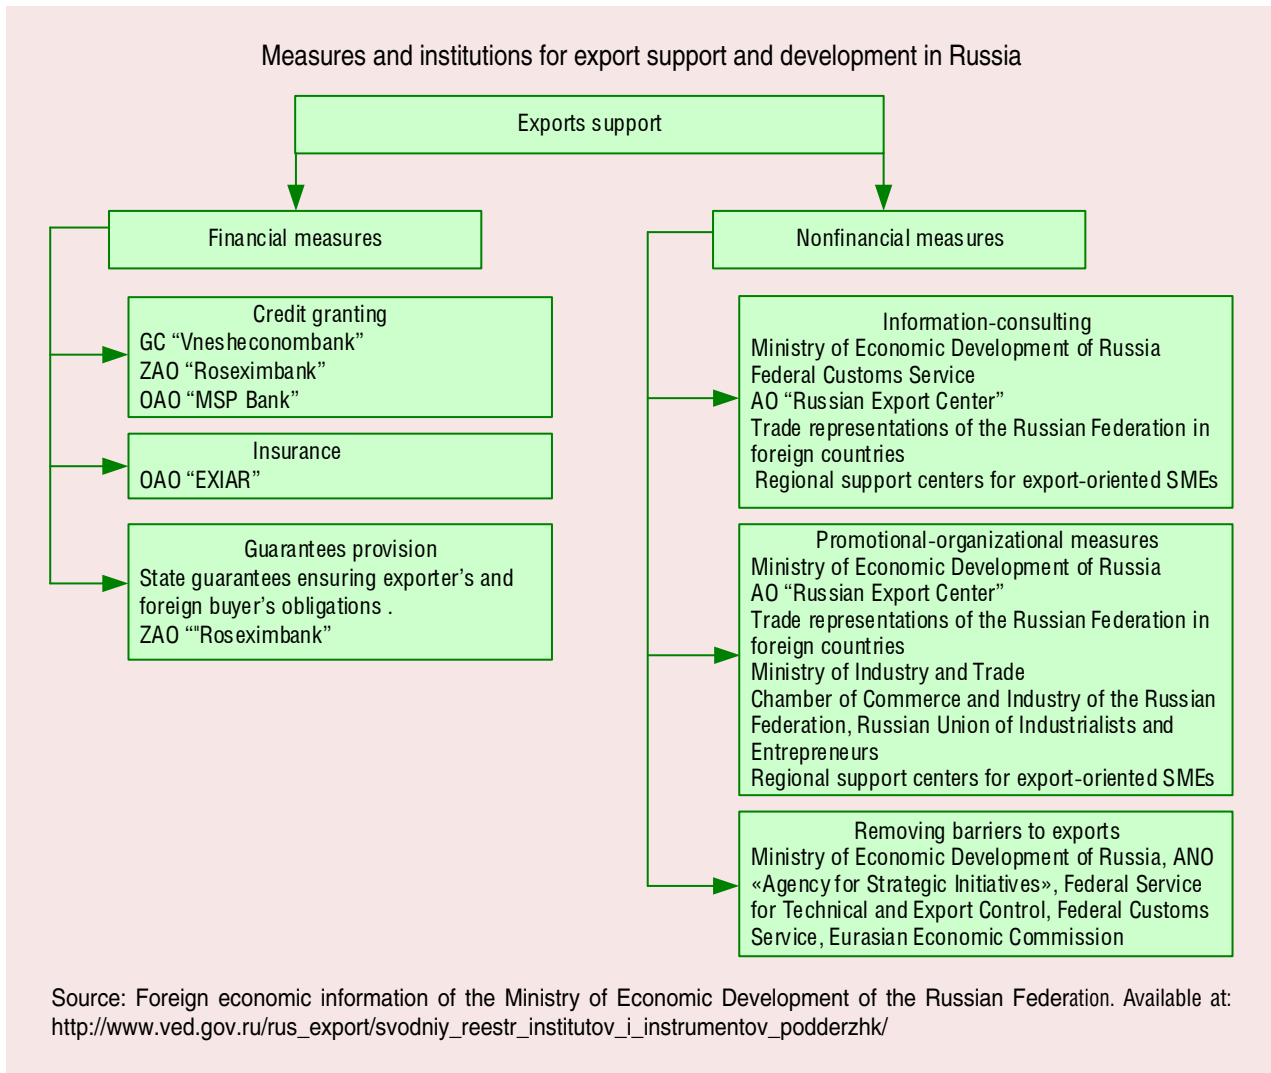 Measures and institutions for export support and development in Russia
Exports support
Financial measures
Credit granting
GC “Vnesheconombank”
ZAO “Roseximbank”
OAO “MSP Bank”
Insurance
OAO “EXIAR”
Guarantees provision
State guarantees ensuring exporter’s and
foreign buyer’s obligations .
ZAO “"Roseximbank”
Nonfinancial measures
Information-consulting
Ministry of Economic Development of Russia
Federal Customs Service
AO “Russian Export Center”
Trade representations of the Russian Federation in
foreign countries
Regional support centers for export-oriented SMEs
Promotional-organizational measures
Ministry of Economic Development of Russia
AO “Russian Export Center”
Trade representations of the Russian Federation in
foreign countries
Ministry of Industry and Trade
Chamber of Commerce and Industry of the Russian
Federation, Russian Union of Industrialists and
Entrepreneurs
Regional support centers for export-oriented SMEs
Removing barriers to exports
Ministry of Economic Development of Russia, ANO
«Agency for Strategic Initiatives», Federal Service
for Technical and Export Control, Federal Customs
Service, Eurasian Economic Commission
Source: Foreign economic information of the Ministry of Economic Development of the Russian Federation. Available at:
http://www.ved.gov.ru/rus_export/svodniy_reestr_institutov_i_instrumentov_podderzhk/